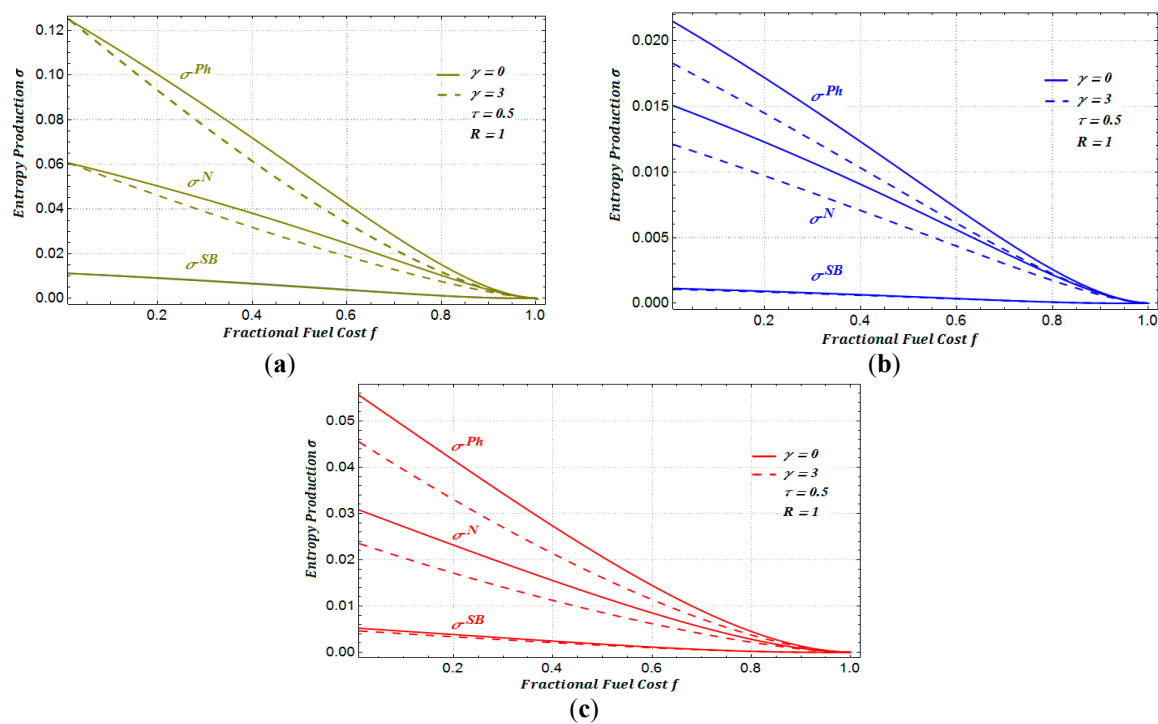 0.12
0.10
0.08
0.06
0.04
0.02
0.00
Entropy Production σ
σ^Ph
σ^N
σ^SB
γ = 0
γ = 3
τ = 0.5
R = 1
0.2 0.4 0.6 0.8 1.0
Fractional Fuel Cost f
(a)
0.020
0.015
0.010
0.005
0.000
Entropy Production σ
σ^Ph
σ^N
σ^SB
γ = 0
γ = 3
τ = 0.5
R = 1
0.2 0.4 0.6 0.8 1.0
Fractional Fuel Cost f
(b)
0.05
0.04
0.03
0.02
0.01
0.00
Entropy Production σ
σ^Ph
σ^N
σ^SB
γ = 0
γ = 3
τ = 0.5
R = 1
0.2 0.4 0.6 0.8 1.0
Fractional Fuel Cost f
(c)